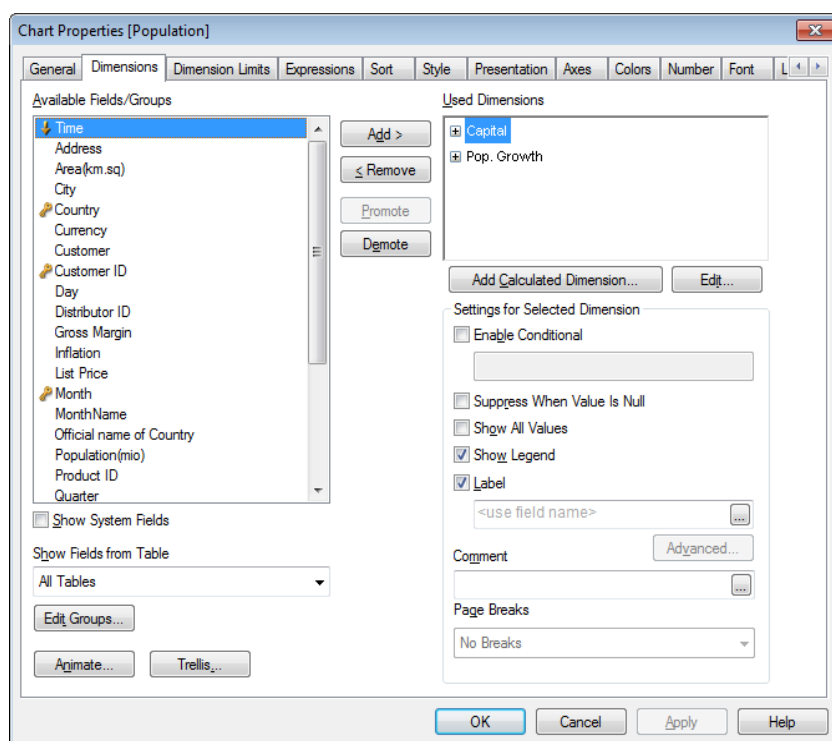 Chart Properties [Population]
General Dimensions Dimension Limits Expressions Sort Style Presentation Axes Colors Number Font L
Available Fields/Groups
Time
Address
Area(km.sq)
City
Country
Currency
Customer
Customer ID
Day
Distributor ID
Gross Margin
Inflation
List Price
Month
MonthName
Official name of Country
Population(mio)
Product ID
Quarter
Show System Fields
Show Fields from Table
All Tables
Edit Groups...
Animate... Trellis...
Add >
< Remove
Promote
Demote
Used Dimensions
Capital
Pop. Growth
Add Calculated Dimension... Edit...
Settings for Selected Dimension
Enable Conditional
Suppress When Value Is Null
Show All Values
Show Legend
Label
<use field name> ...
Advanced...
Comment
...
Page Breaks
No Breaks
OK Cancel Apply Help